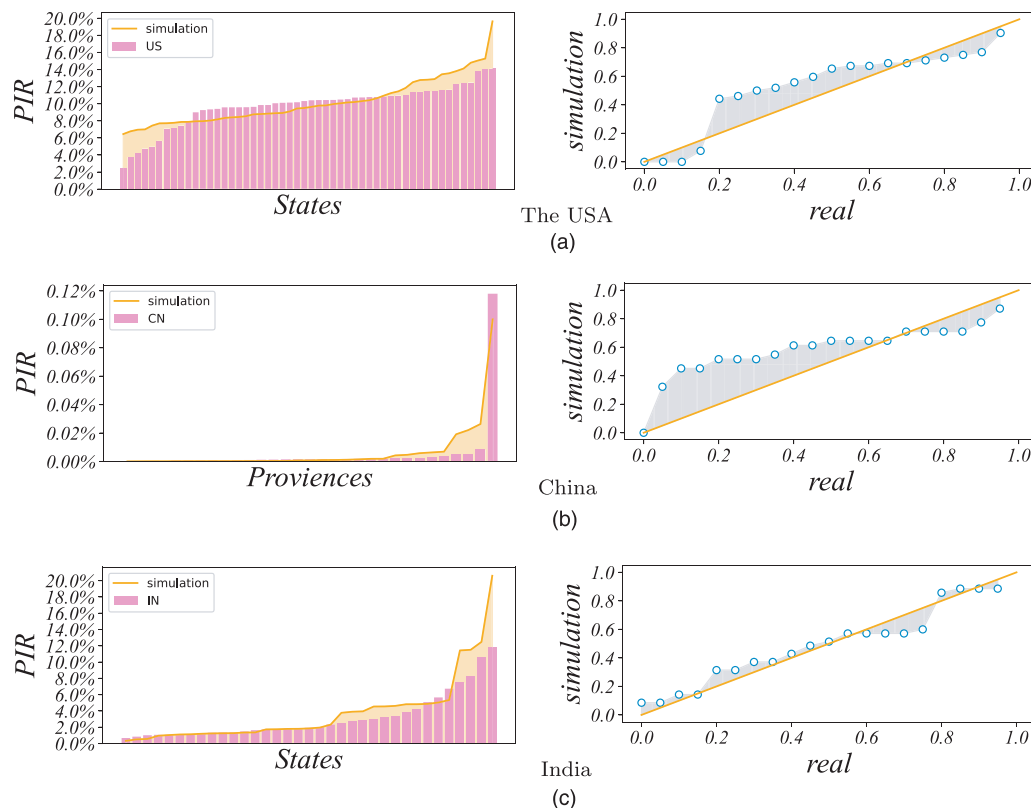 20.0%
18.0%
16.0%
14.0%
12.0%
10.0%
8.0%
6.0%
4.0%
2.0%
0.0%
PIR
simulation
US
States
1.0
0.8
0.6
0.4
0.2
0.0
simulation
0.0 0.2 0.4 0.6 0.8 1.0
real
The USA
(a)
0.12%
0.10%
0.08%
0.06%
0.04%
0.02%
0.00%
PIR
simulation
CN
Proviences
1.0
0.8
0.6
0.4
0.2
0.0
simulation
0.0 0.2 0.4 0.6 0.8 1.0
real
China
(b)
20.0%
18.0%
16.0%
14.0%
12.0%
10.0%
8.0%
6.0%
4.0%
2.0%
0.0%
PIR
simulation
IN
States
1.0
0.8
0.6
0.4
0.2
0.0
simulation
0.0 0.2 0.4 0.6 0.8 1.0
real
India
(c)